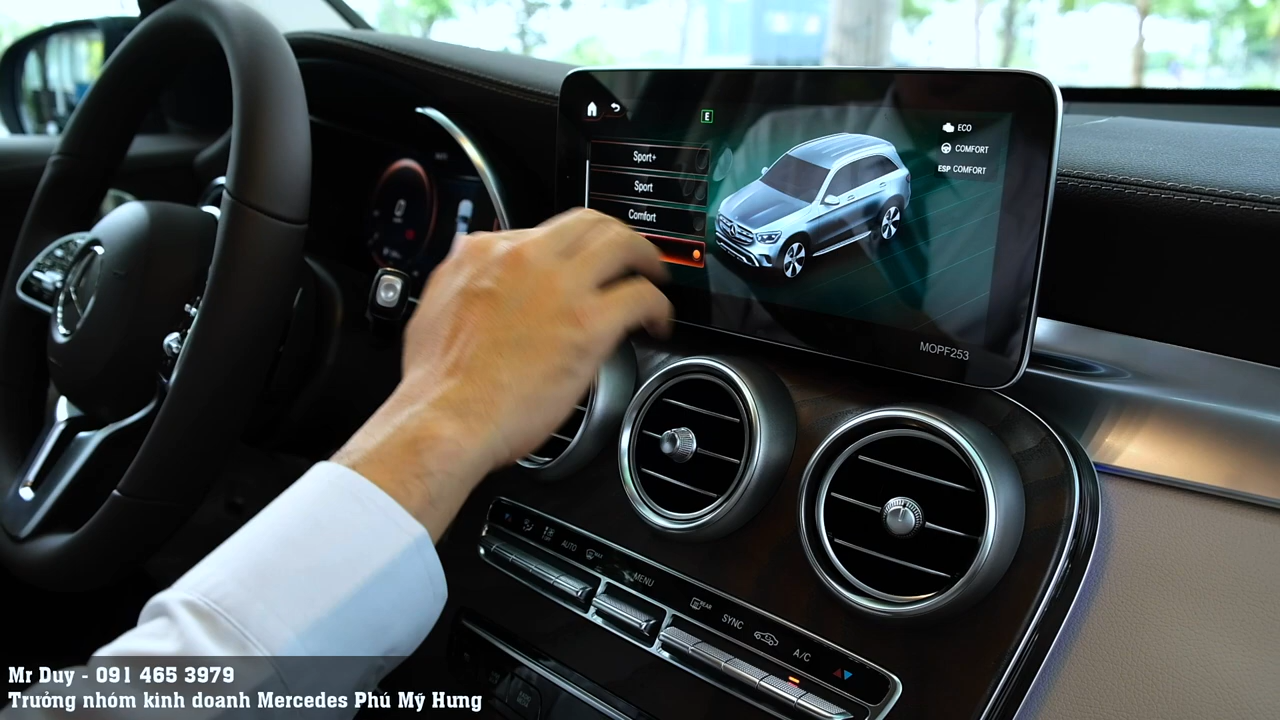 E
Sport+
Sport
Comfort
ECO
COMFORT
ESP COMFORT
MOPF253
AUTO
MENU
REAR
SYNC
A/C
Mr Duy - 091 465 3979
Trưởng nhóm kinh doanh Mercedes Phú Mỹ Hưng